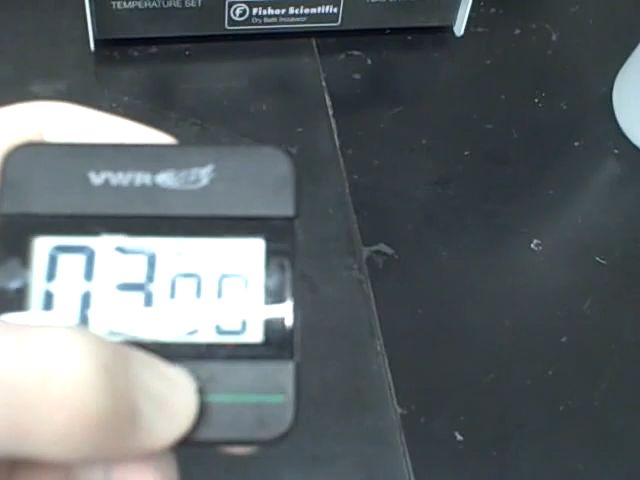 TEMPERATURE SET
Fisher Scientific
Dry Bath Incubator
VWR
03 00